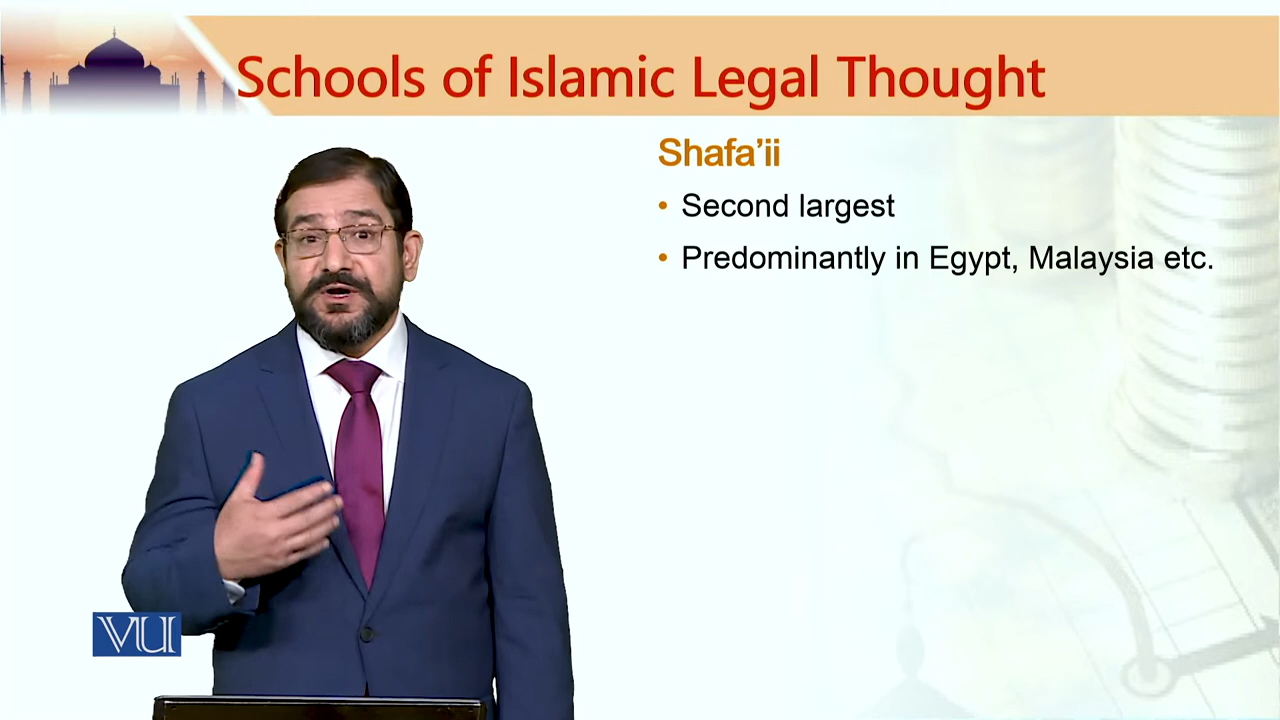 Schools of Islamic Legal Thought
Shafa’ii
• Second largest
• Predominantly in Egypt, Malaysia etc.
VU